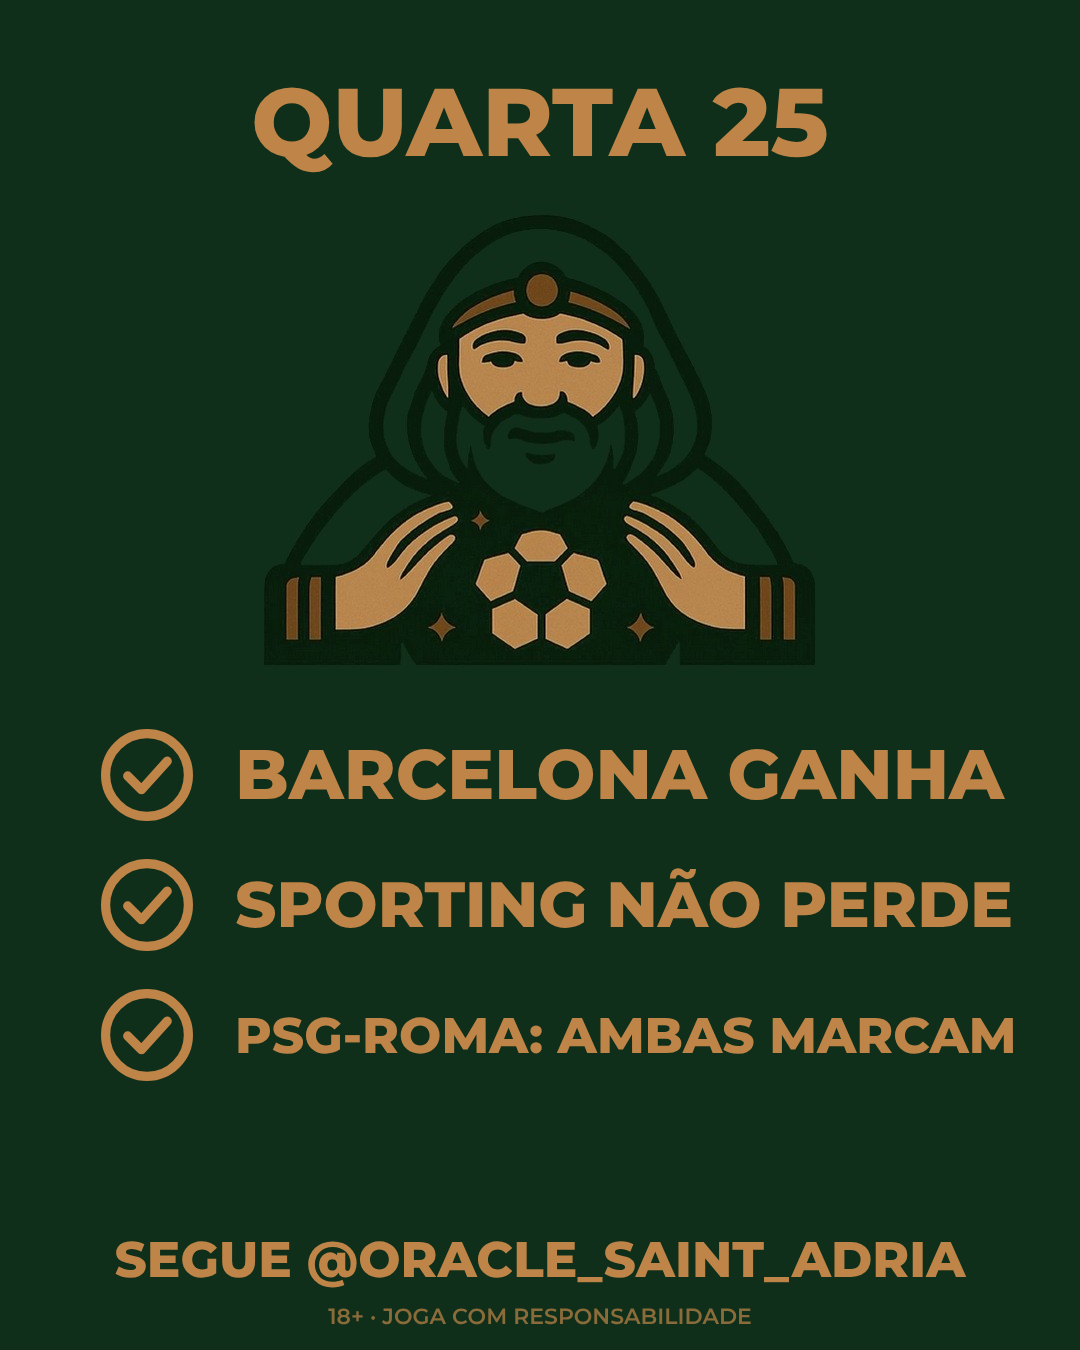 QUARTA 25
BARCELONA GANHA
SPORTING NÃO PERDE
PSG-ROMA: AMBAS MARCAM
SEGUE @ORACLE_SAINT_ADRIA
18+ · JOGA COM RESPONSABILIDADE